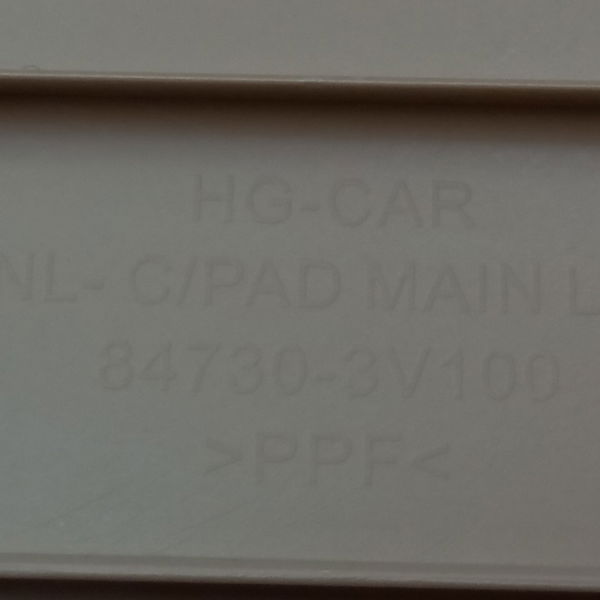 HG-CAR
NL- C/PAD MAIN L
84730-3V100
>PPF<